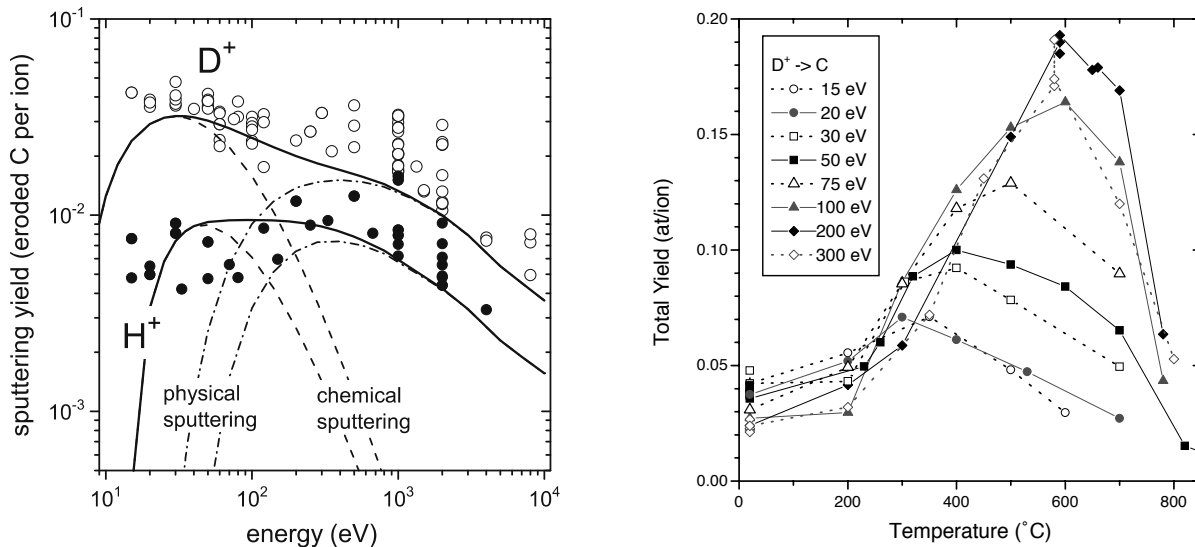 sputtering yield (eroded C per ion)
10⁻¹
10⁻²
10⁻³
D⁺
H⁺
physical
sputtering
chemical
sputtering
10¹
10²
10³
10⁴
energy (eV)
Total Yield (at/ion)
0.20
0.15
0.10
0.05
0.00
D⁺ -> C
15 eV
20 eV
30 eV
50 eV
75 eV
100 eV
200 eV
300 eV
0
200
400
600
800
Temperature (˚C)